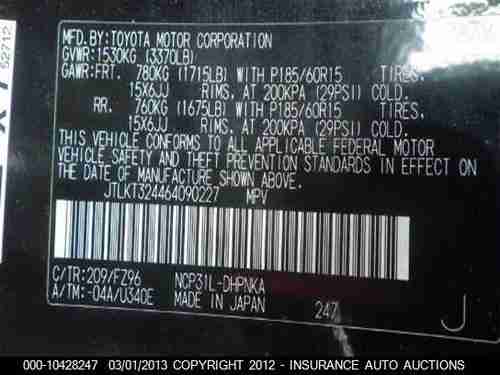 52712
MFD.BY:TOYOTA MOTOR CORPORATION
GVWR:1530KG (3370LB)
GAWR:FRT. 780KG (1715LB) WITH P185/60R15 TIRES,
15X6JJ RIMS, AT 200KPA (29PSI) COLD.
RR. 760KG (1675LB) WITH P185/60R15 TIRES,
15X6JJ RIMS, AT 200KPA (29PSI) COLD.
THIS VEHICLE CONFORMS TO ALL APPLICABLE FEDERAL MOTOR
VEHICLE SAFETY AND THEFT PREVENTION STANDARDS IN EFFECT ON
THE DATE OF MANUFACTURE SHOWN ABOVE.
JTLKT324464090227 MPV
C/TR:209/FZ96 NCP31L-DHPNKA
A/TM:-04A/U340E MADE IN JAPAN 247 J
000-10428247 03/01/2013 COPYRIGHT 2012 - INSURANCE AUTO AUCTIONS